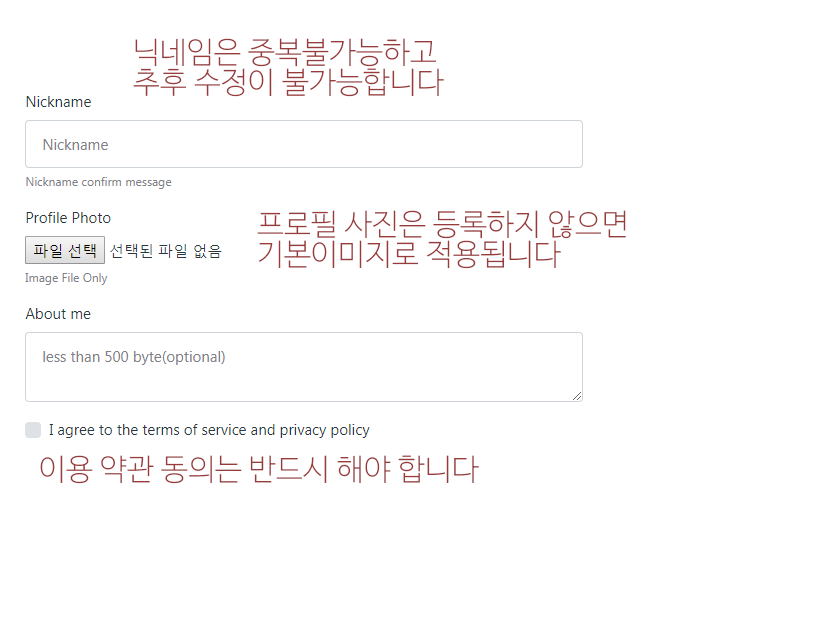 닉네임은 중복불가능하고
추후 수정이 불가능합니다
Nickname
Nickname
Nickname confirm message
Profile Photo
프로필 사진은 등록하지 않으면
기본이미지로 적용됩니다
파일 선택 선택된 파일 없음
Image File Only
About me
less than 500 byte(optional)
I agree to the terms of service and privacy policy
이용 약관 동의는 반드시 해야 합니다